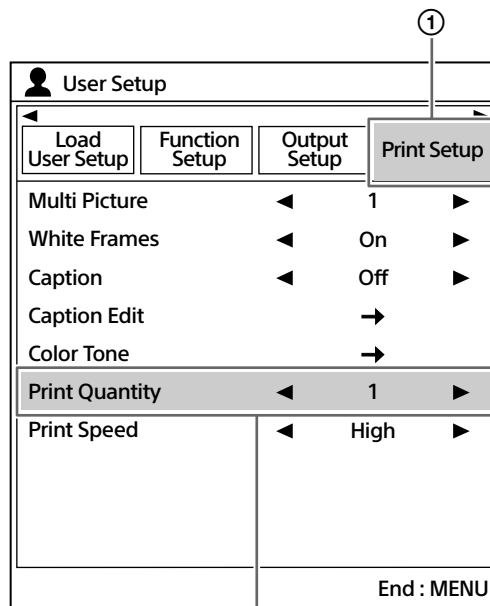 ①
User Setup
◄ ►
Load User Setup
Function Setup
Output Setup
Print Setup
Multi Picture ◄ 1 ►
White Frames ◄ On ►
Caption ◄ Off ►
Caption Edit →
Color Tone →
Print Quantity ◄ 1 ►
Print Speed ◄ High ►
End : MENU